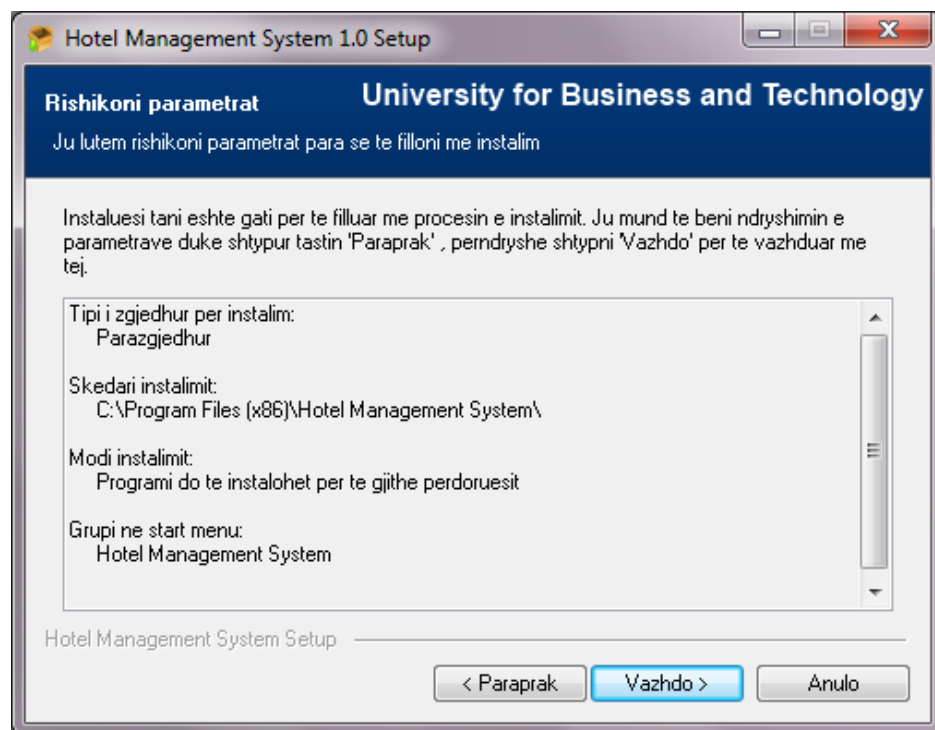 Hotel Management System 1.0 Setup
Rishikoni parametrat
University for Business and Technology
Ju lutem rishikoni parametrat para se te filloni me instalim
Instaluesi tani eshte gati per te filluar me procesin e instalimit. Ju mund te beni ndryshimin e
parametrave duke shtypur tastin 'Paraprak' , perndryshe shtypni 'Vazhdo' per te vazhduar me
tej.
Tipi i zgjedhur per instalim:
Parazgjedhur
Skedari instalimit:
C:\Program Files (x86)\Hotel Management System\
Modi instalimit:
Programi do te instalohet per te gjithe perdoruesit
Grupi ne start menu:
Hotel Management System
Hotel Management System Setup
< Paraprak
Vazhdo >
Anulo